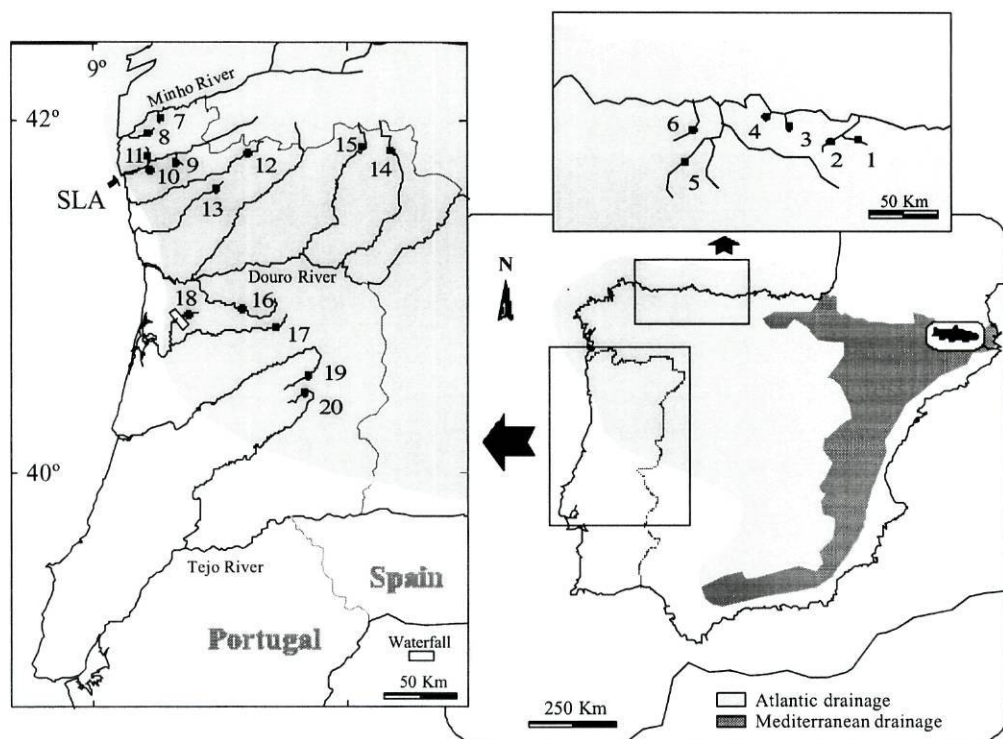 9º
Minho River
42º
7
8
11
9
10
12
15
14
SLA
13
Douro River
18
16
17
19
20
40º
Tejo River
Spain
Portugal
Waterfall
50 Km
6
4
3
2
1
5
50 Km
N
250 Km
Atlantic drainage
Mediterranean drainage